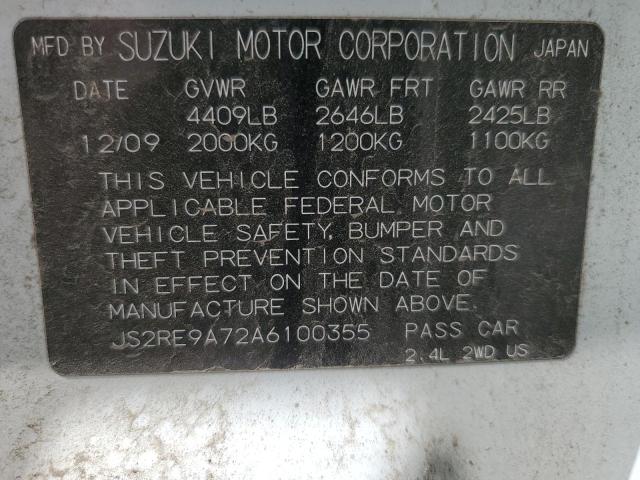 MFD BY SUZUKI MOTOR CORPORATION JAPAN
DATE GVWR GAWR FRT GAWR RR
4409LB 2646LB 2425LB
12/09 2000KG 1200KG 1100KG
THIS VEHICLE CONFORMS TO ALL
APPLICABLE FEDERAL MOTOR
VEHICLE SAFETY, BUMPER AND
THEFT PREVENTION STANDARDS
IN EFFECT ON THE DATE OF
MANUFACTURE SHOWN ABOVE.
JS2RE9A72A6100355 PASS CAR
2.4L 2WD US